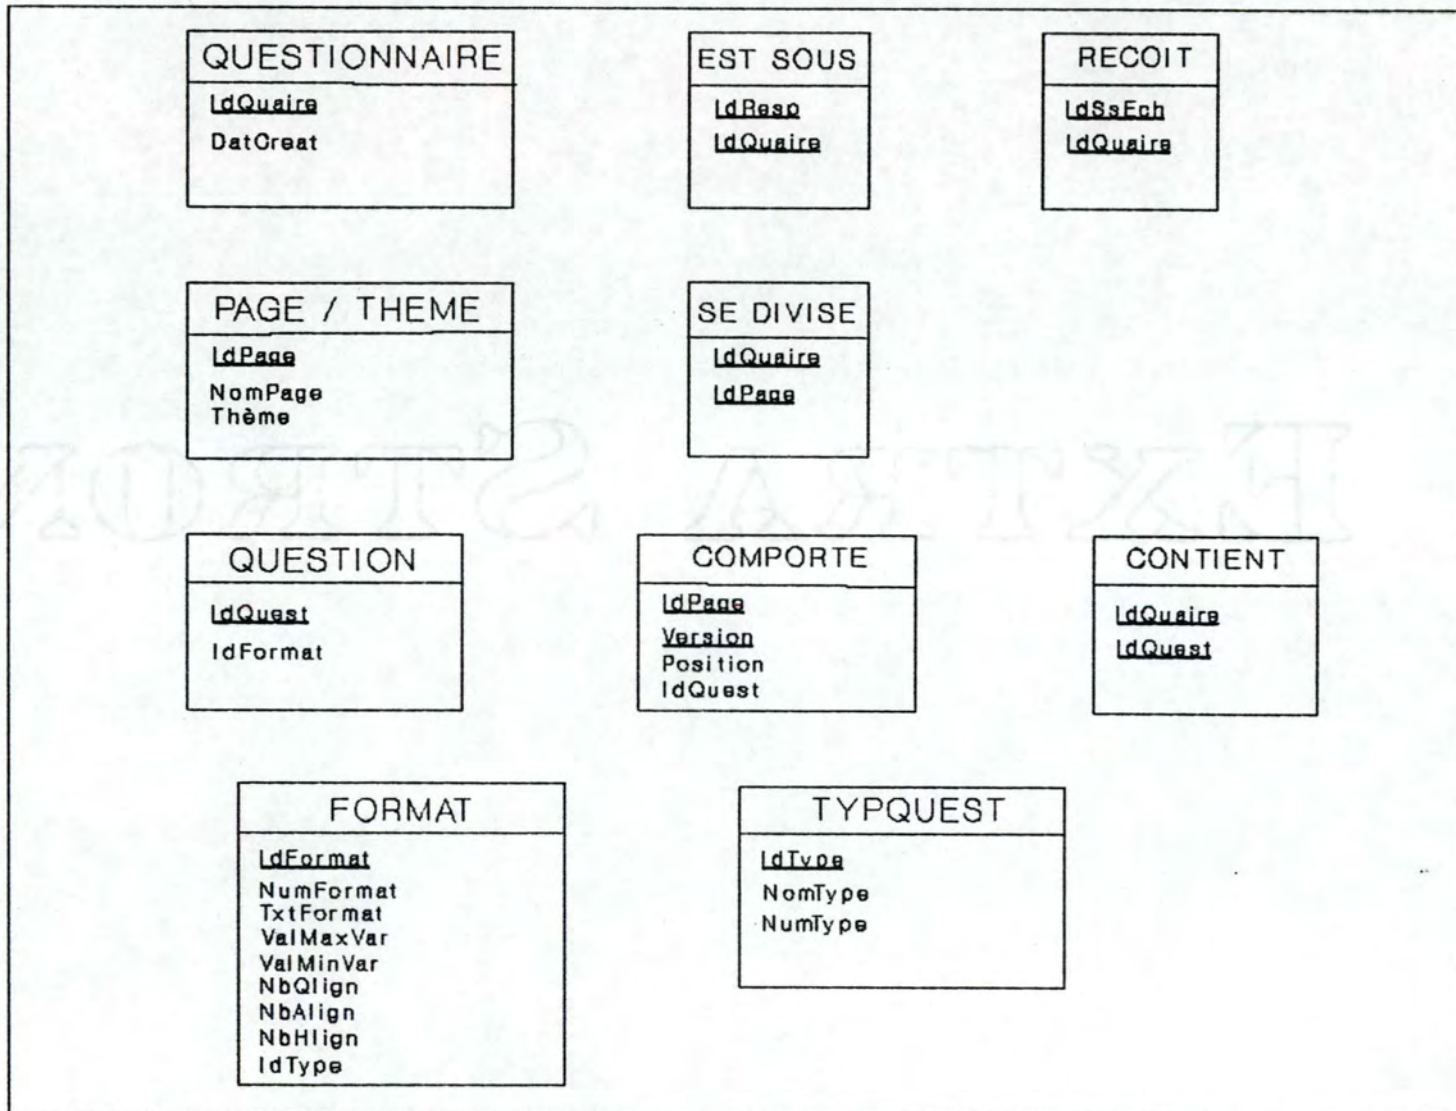 QUESTIONNAIRE
IdQuaire
DatCreat
EST SOUS
IdResp
IdQuaire
RECOIT
IdSsEch
IdQuaire
PAGE / THEME
IdPage
NomPage
Thème
SE DIVISE
IdQuaire
IdPage
QUESTION
IdQuest
IdFormat
COMPORTE
IdPage
Version
Position
IdQuest
CONTIENT
IdQuaire
IdQuest
FORMAT
IdFormat
NumFormat
TxtFormat
ValMaxVar
ValMinVar
NbQlign
NbAlign
NbHlign
IdType
TYPQUEST
IdType
NomType
NumType
EXTRA STRON